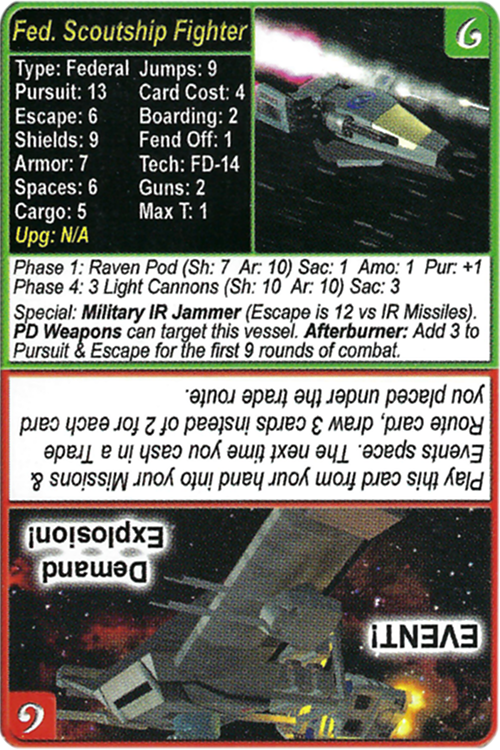 Fed. Scoutship Fighter
6
Type: Federal Jumps: 9
Pursuit: 13 Card Cost: 4
Escape: 6 Boarding: 2
Shields: 9 Fend Off: 1
Armor: 7 Tech: FD-14
Spaces: 6 Guns: 2
Cargo: 5 Max T: 1
Upg: N/A
Phase 1: Raven Pod (Sh: 7 Ar: 10) Sac: 1 Amo: 1 Pur: +1
Phase 4: 3 Light Cannons (Sh: 10 Ar: 10) Sac: 3
Special: Military IR Jammer (Escape is 12 vs IR Missiles).
PD Weapons can target this vessel. Afterburner: Add 3 to
Pursuit & Escape for the first 9 rounds of combat.
6
EVENT!
Demand
Explosion!
Play this card from your hand into your Missions &
Events space. The next time you cash in a Trade
Route card, draw 3 cards instead of 2 for each card
you placed under the trade route.